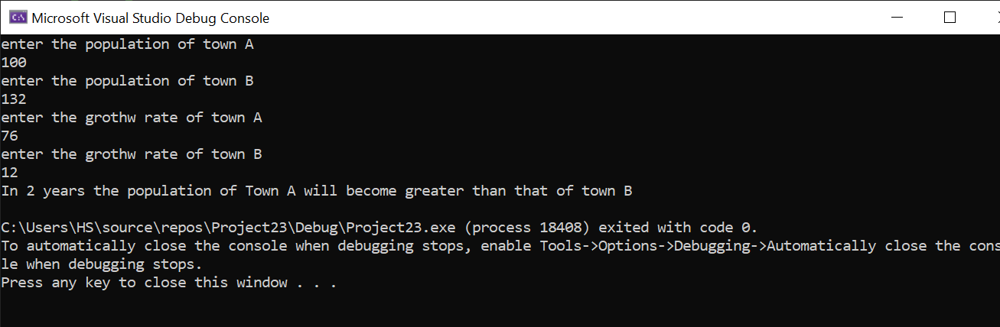 Microsoft Visual Studio Debug Console
enter the population of town A
100
enter the population of town B
132
enter the grothw rate of town A
76
enter the grothw rate of town B
12
In 2 years the population of Town A will become greater than that of town B
C:\Users\HS\source\repos\Project23\Debug\Project23.exe (process 18408) exited with code 0.
To automatically close the console when debugging stops, enable Tools->Options->Debugging->Automatically close the cons
le when debugging stops.
Press any key to close this window . . .